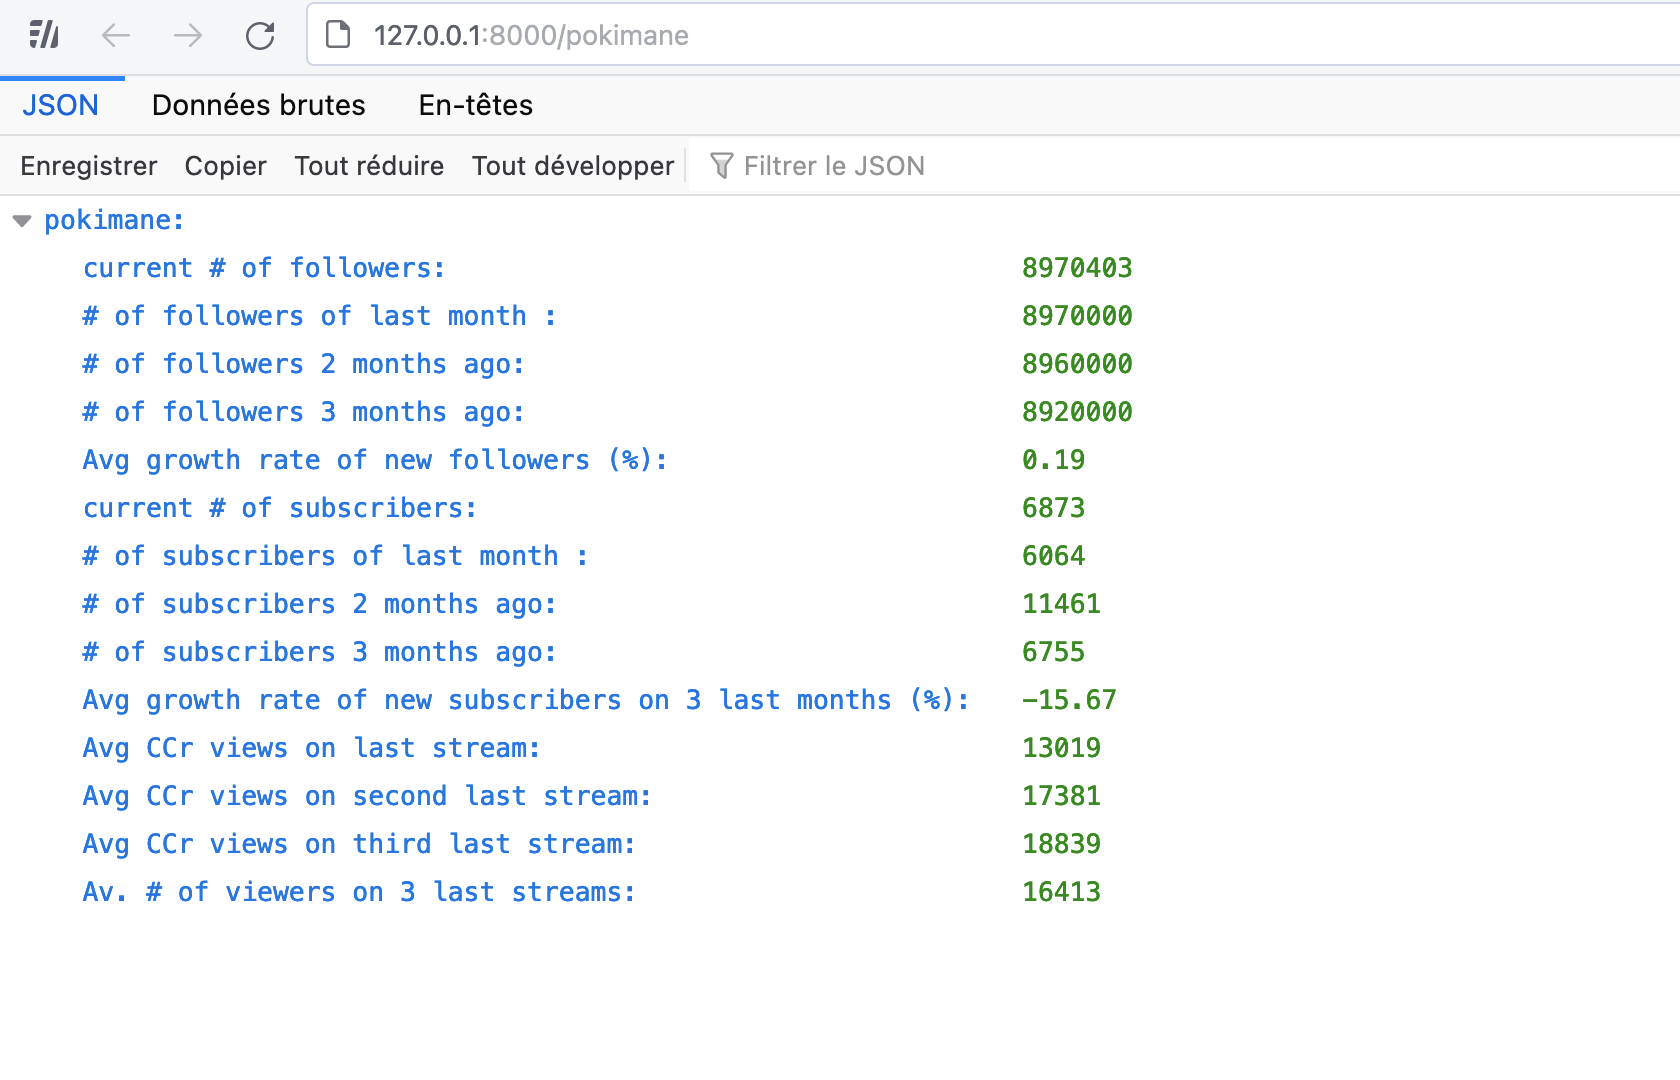 127.0.0.1:8000/pokimane
JSON Données brutes En-têtes
Enregistrer Copier Tout réduire Tout développer Filtrer le JSON
pokimane:
current # of followers: 8970403
# of followers of last month : 8970000
# of followers 2 months ago: 8960000
# of followers 3 months ago: 8920000
Avg growth rate of new followers (%): 0.19
current # of subscribers: 6873
# of subscribers of last month : 6064
# of subscribers 2 months ago: 11461
# of subscribers 3 months ago: 6755
Avg growth rate of new subscribers on 3 last months (%): -15.67
Avg CCr views on last stream: 13019
Avg CCr views on second last stream: 17381
Avg CCr views on third last stream: 18839
Av. # of viewers on 3 last streams: 16413